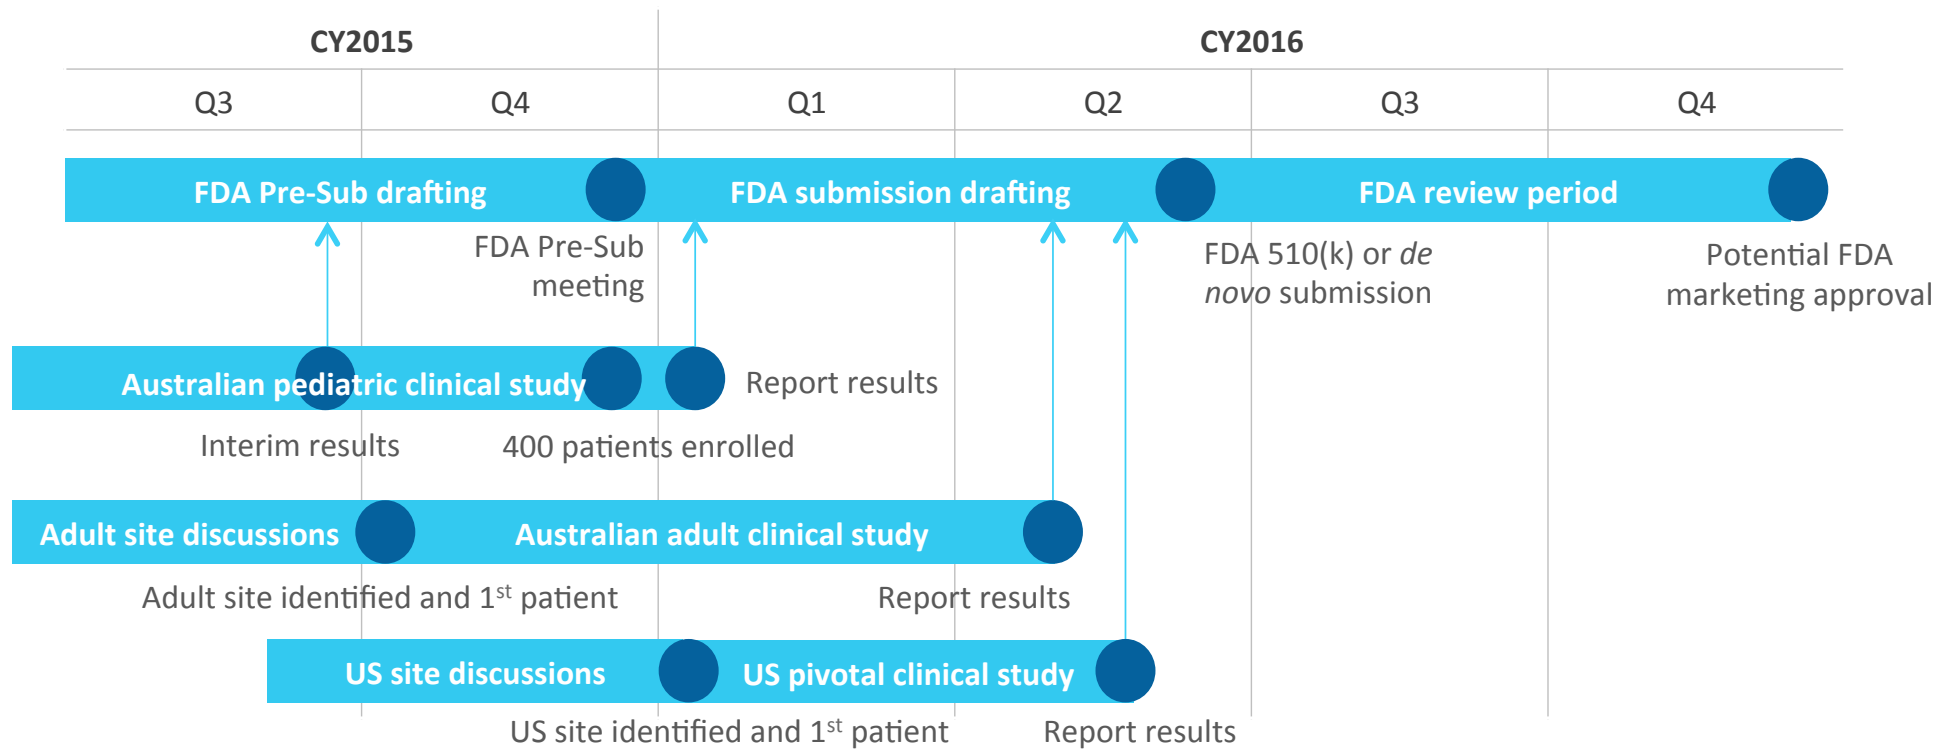 CY2015
CY2016
Q3
Q4
Q1
Q2
Q3
Q4
FDA Pre-Sub drafting
FDA submission drafting
FDA review period
FDA Pre-Sub
meeting
FDA 510(k) or de
novo submission
Potential FDA
marketing approval
Australian pediatric clinical study
Report results
Interim results
400 patients enrolled
Adult site discussions
Australian adult clinical study
Adult site identified and 1st patient
Report results
US site discussions
US pivotal clinical study
US site identified and 1st patient
Report results